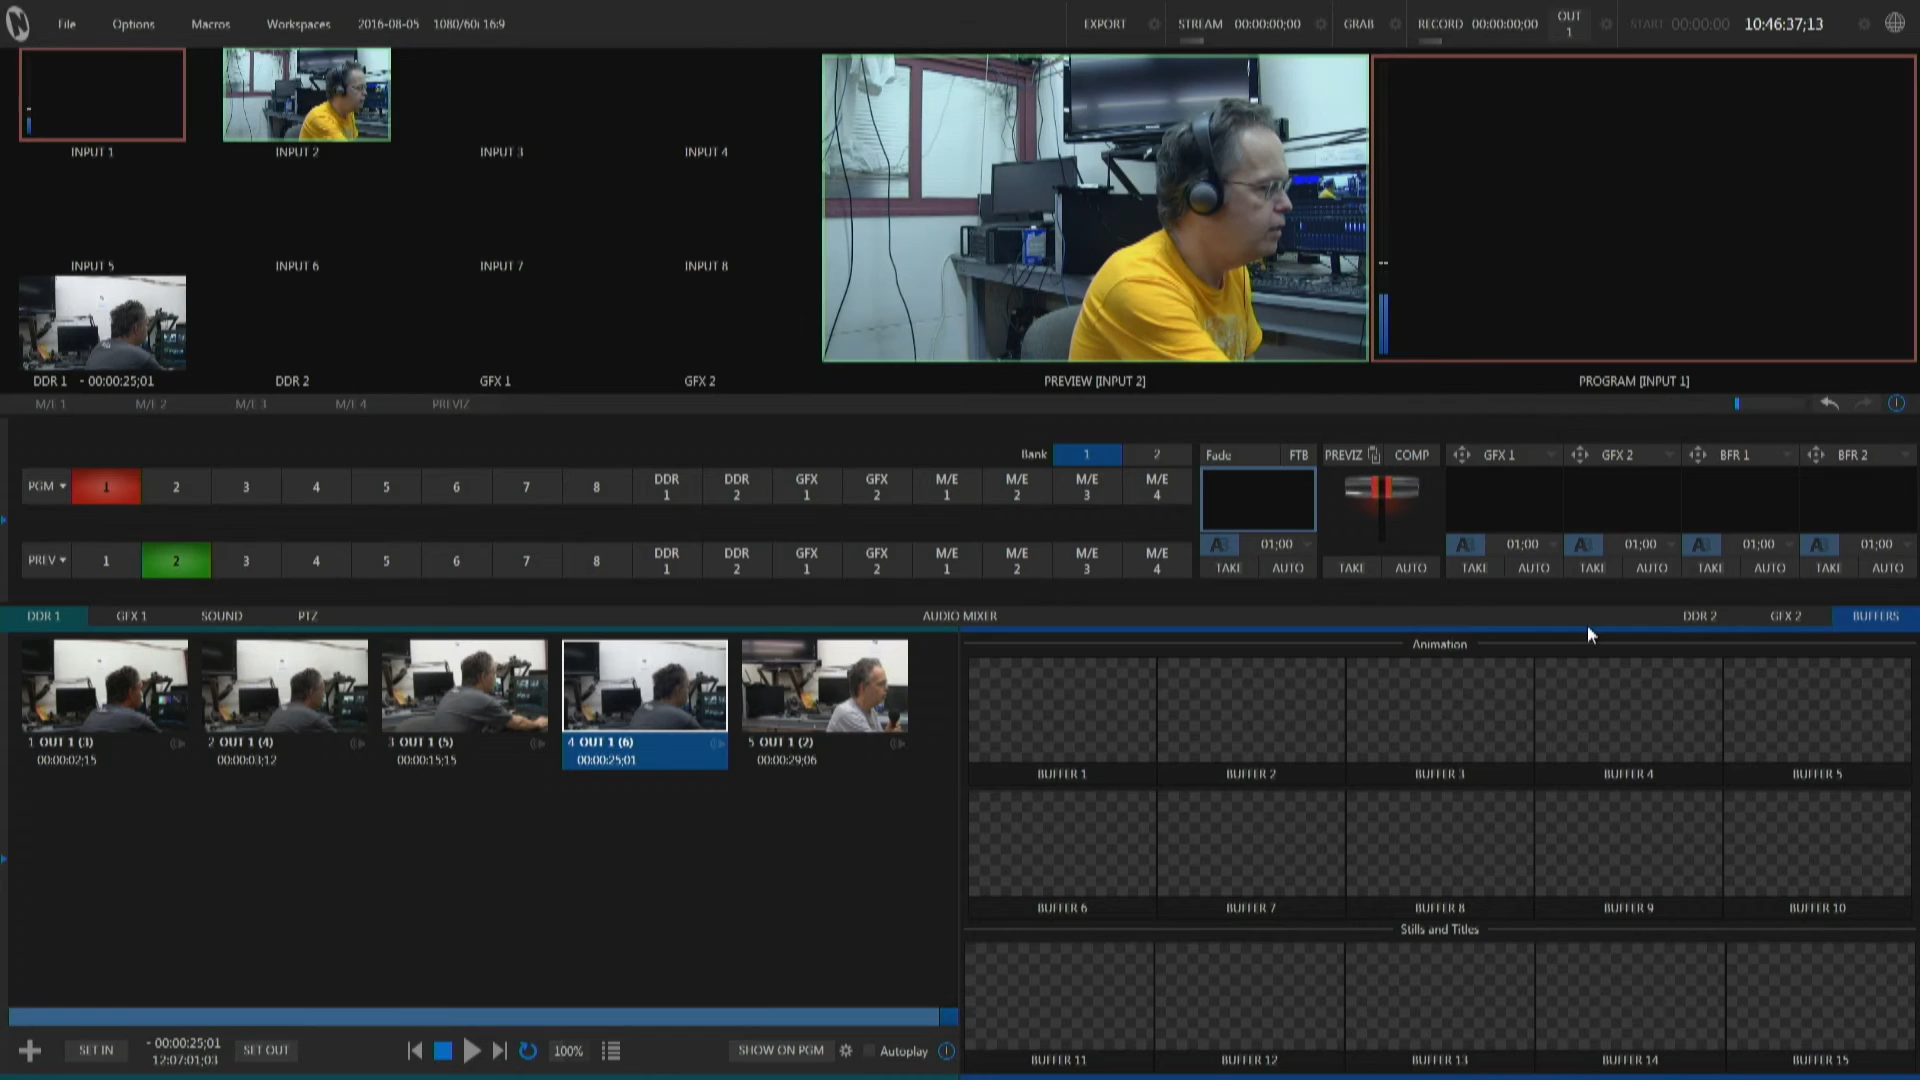 File Options Macros Workspaces 2016-08-05 1080/60i 16:9 EXPORT STREAM 00:00:00;00 GRAB RECORD 00:00:00;00 OUT 1 START 00:00:00 10:46:37;13
INPUT 1 INPUT 2 INPUT 3 INPUT 4
INPUT 5 INPUT 6 INPUT 7 INPUT 8
DDR 1 - 00:00:25;01 DDR 2 GFX 1 GFX 2 PREVIEW [INPUT 2] PROGRAM [INPUT 1]
M/E 1 M/E 2 M/E 3 M/E 4 PREVIZ
Bank 1 2 Fade FTB PREVIZ COMP GFX 1 GFX 2 BFR 1 BFR 2
PGM 1 2 3 4 5 6 7 8 DDR 1 DDR 2 GFX 1 GFX 2 M/E 1 M/E 2 M/E 3 M/E 4
01;00 01;00 01;00 01;00 01;00
PREV 1 2 3 4 5 6 7 8 DDR 1 DDR 2 GFX 1 GFX 2 M/E 1 M/E 2 M/E 3 M/E 4
TAKE AUTO TAKE AUTO TAKE AUTO TAKE AUTO TAKE AUTO TAKE AUTO
DDR 1 GFX 1 SOUND PTZ AUDIO MIXER DDR 2 GFX 2 BUFFERS
Animation
1 OUT 1 (3) 2 OUT 1 (4) 3 OUT 1 (5) 4 OUT 1 (6) 5 OUT 1 (2)
00:00:02;15 00:00:03;12 00:00:15;15 00:00:25;01 00:00:29;06
BUFFER 1 BUFFER 2 BUFFER 3 BUFFER 4 BUFFER 5
BUFFER 6 BUFFER 7 BUFFER 8 BUFFER 9 BUFFER 10
Stills and Titles
SET IN - 00:00:25;01 SET OUT 100% SHOW ON PGM Autoplay
12:07:01;03
BUFFER 11 BUFFER 12 BUFFER 13 BUFFER 14 BUFFER 15